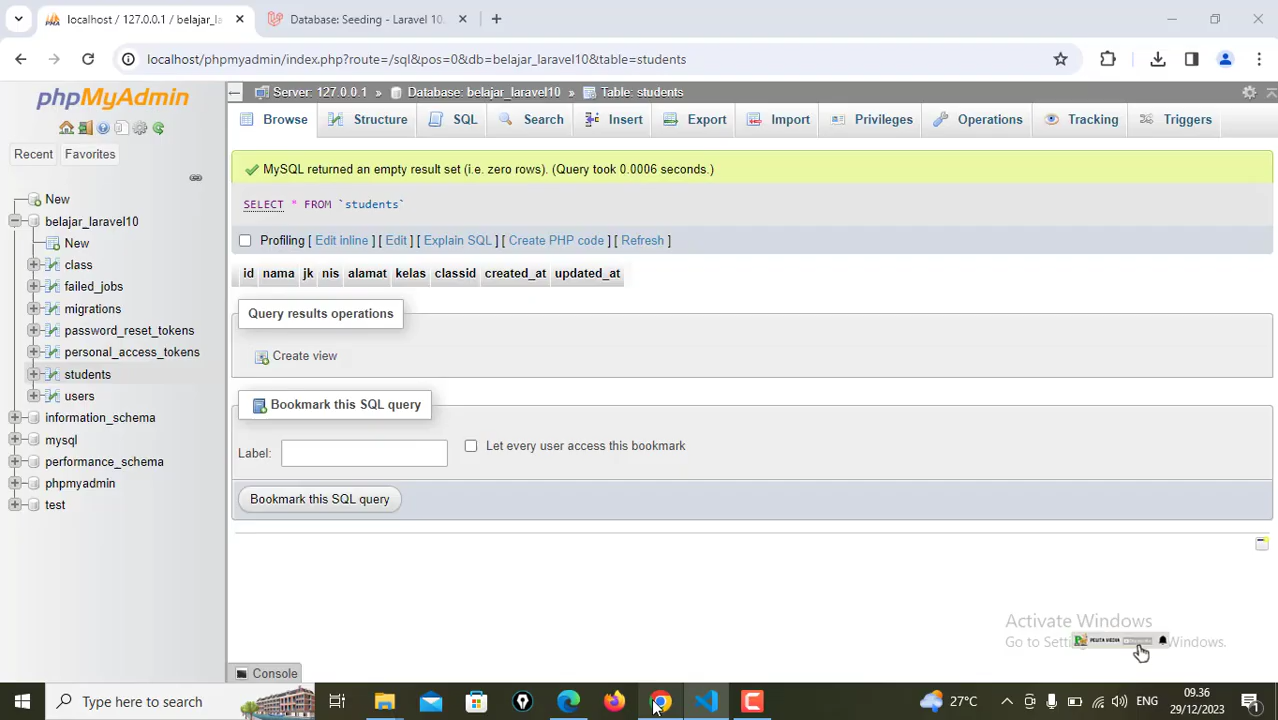 localhost / 127.0.0.1 / belajar_la
Database: Seeding - Laravel 10.
localhost/phpmyadmin/index.php?route=/sql&pos=0&db=belajar_laravel10&table=students
phpMyAdmin
Server: 127.0.0.1 » Database: belajar_laravel10 » Table: students
Browse Structure SQL Search Insert Export Import Privileges Operations Tracking Triggers
Recent Favorites
New
belajar_laravel10
New
class
failed_jobs
migrations
password_reset_tokens
personal_access_tokens
students
users
information_schema
mysql
performance_schema
phpmyadmin
test
MySQL returned an empty result set (i.e. zero rows). (Query took 0.0006 seconds.)
SELECT * FROM `students`
Profiling [ Edit inline ] [ Edit ] [ Explain SQL ] [ Create PHP code ] [ Refresh ]
id nama jk nis alamat kelas classid created_at updated_at
Query results operations
Create view
Bookmark this SQL query
Label:
Let every user access this bookmark
Bookmark this SQL query
Activate Windows
Go to Setti Windows.
PELITA MEDIA
Console
Type here to search
27°C
ENG
09.36
29/12/2023
1